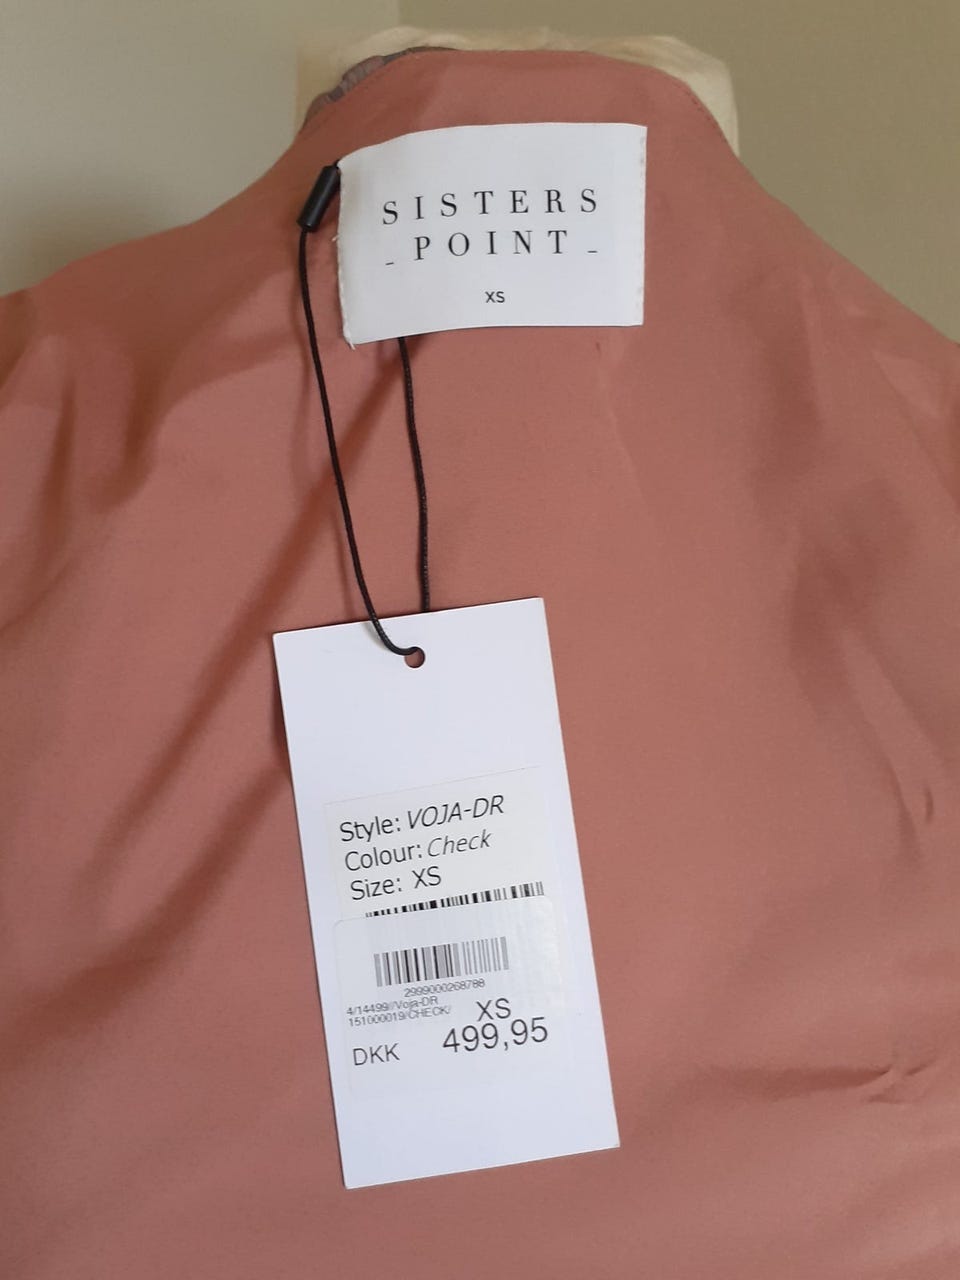 SISTERS
_ POINT _
XS
Style: VOJA-DR
Colour: Check
Size: XS
2999000268788
4/14499//Voja-DR
151000019/CHECK/ XS
DKK 499,95